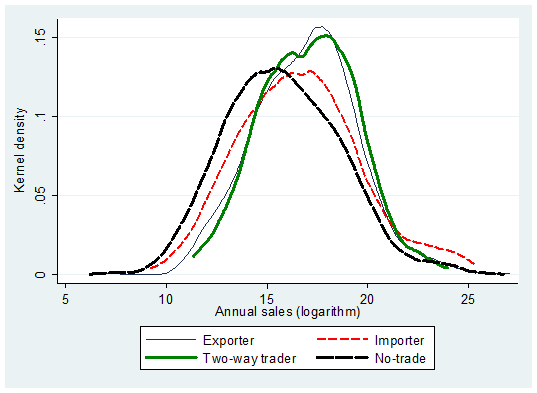 .15
.1
.05
0
Kernel density
5 10 15 20 25
Annual sales (logarithm)
Exporter Importer
Two-way trader No-trade